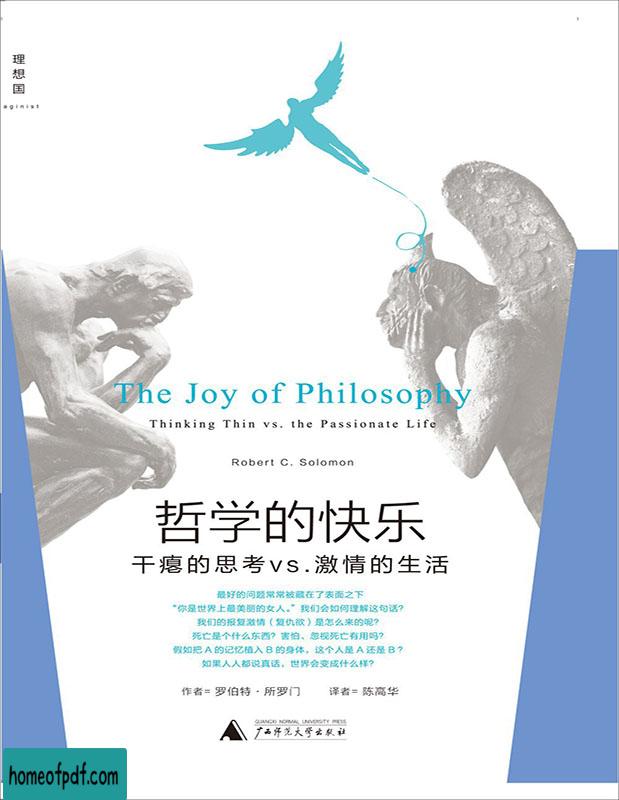 理
想
国
aginist
The Joy of Philosophy
Thinking Thin vs. the Passionate Life
Robert C. Solomon
哲学的快乐
干瘪的思考vs.激情的生活
最好的问题常常被藏在了表面之下
“你是世界上最美丽的女人。”我们会如何理解这句话？
我们的报复激情（复仇欲）是怎么来的呢？
死亡是个什么东西？害怕、忽视死亡有用吗？
假如把A的记忆植入B的身体，这个人是A还是B？
如果人人都说真话，世界会变成什么样？
作者= 罗伯特·所罗门 译者= 陈高华
GUANGXI NORMAL UNIVERSITY PRESS
广西师范大学出版社
homeofpdf.com